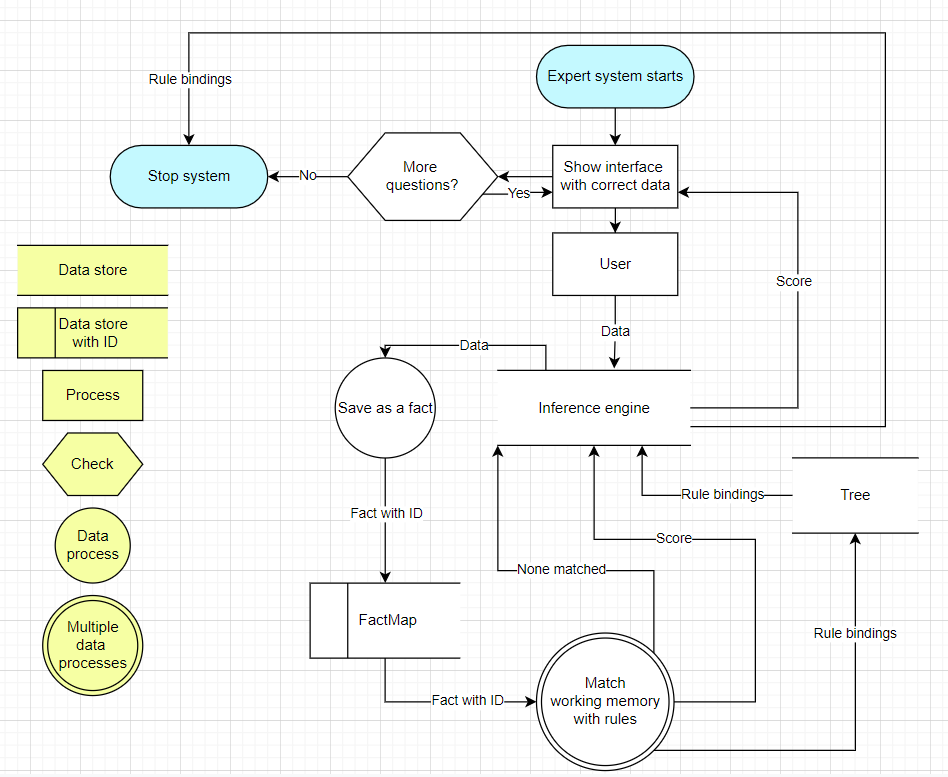 Expert system starts
Rule bindings
Stop system
No
More
questions?
Yes
Show interface
with correct data
User
Score
Data
Data
Data store
Data store
with ID
Process
Check
Data
process
Multiple
data
processes
Save as a fact
Inference engine
Rule bindings
Tree
Fact with ID
Score
None matched
FactMap
Rule bindings
Fact with ID
Match
working memory
with rules